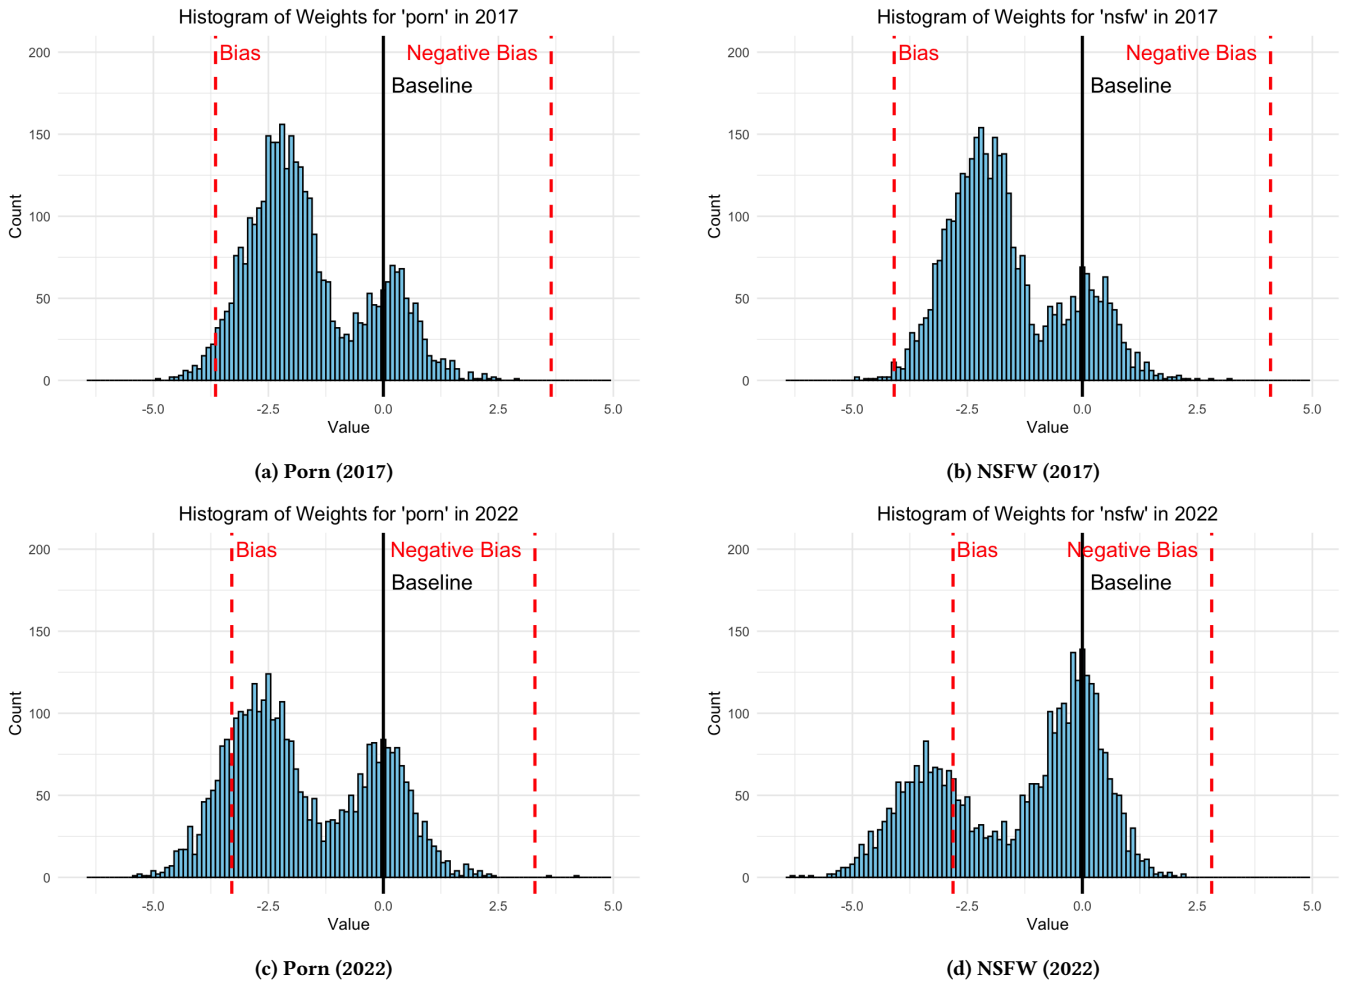 Histogram of Weights for 'porn' in 2017
200
150
100
50
0
Count
Bias
Negative Bias
Baseline
-5.0 -2.5 0.0 2.5 5.0
Value
(a) Porn (2017)
Histogram of Weights for 'nsfw' in 2017
200
150
100
50
0
Count
Bias
Negative Bias
Baseline
-5.0 -2.5 0.0 2.5 5.0
Value
(b) NSFW (2017)
Histogram of Weights for 'porn' in 2022
200
150
100
50
0
Count
Bias
Negative Bias
Baseline
-5.0 -2.5 0.0 2.5 5.0
Value
(c) Porn (2022)
Histogram of Weights for 'nsfw' in 2022
200
150
100
50
0
Count
Bias
Negative Bias
Baseline
-5.0 -2.5 0.0 2.5 5.0
Value
(d) NSFW (2022)